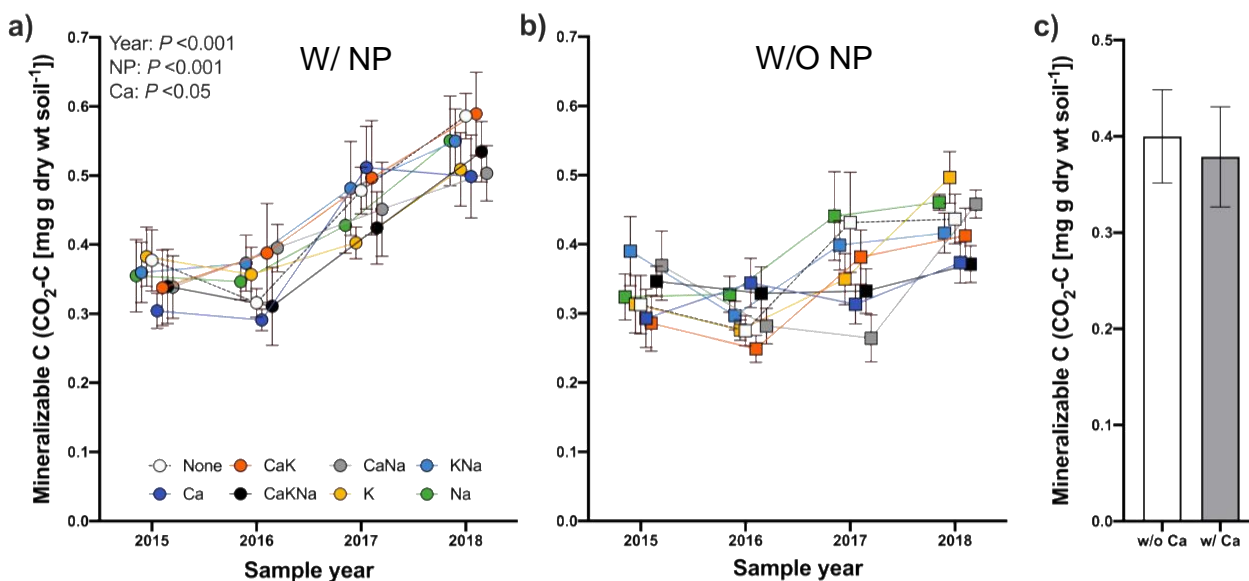 a)
Year: P <0.001
NP: P <0.001
Ca: P <0.05
W/ NP
Mineralizable C (CO2-C [mg g dry wt soil-1])
0.7
0.6
0.5
0.4
0.3
0.2
0.1
0.0
None CaK CaNa KNa
Ca CaKNa K Na
2015 2016 2017 2018
Sample year
b)
W/O NP
0.7
0.6
0.5
0.4
0.3
0.2
0.1
0.0
2015 2016 2017 2018
Sample year
c)
Mineralizable C (CO2-C [mg g dry wt soil-1])
0.5
0.4
0.3
0.2
0.1
0.0
w/o Ca w/ Ca